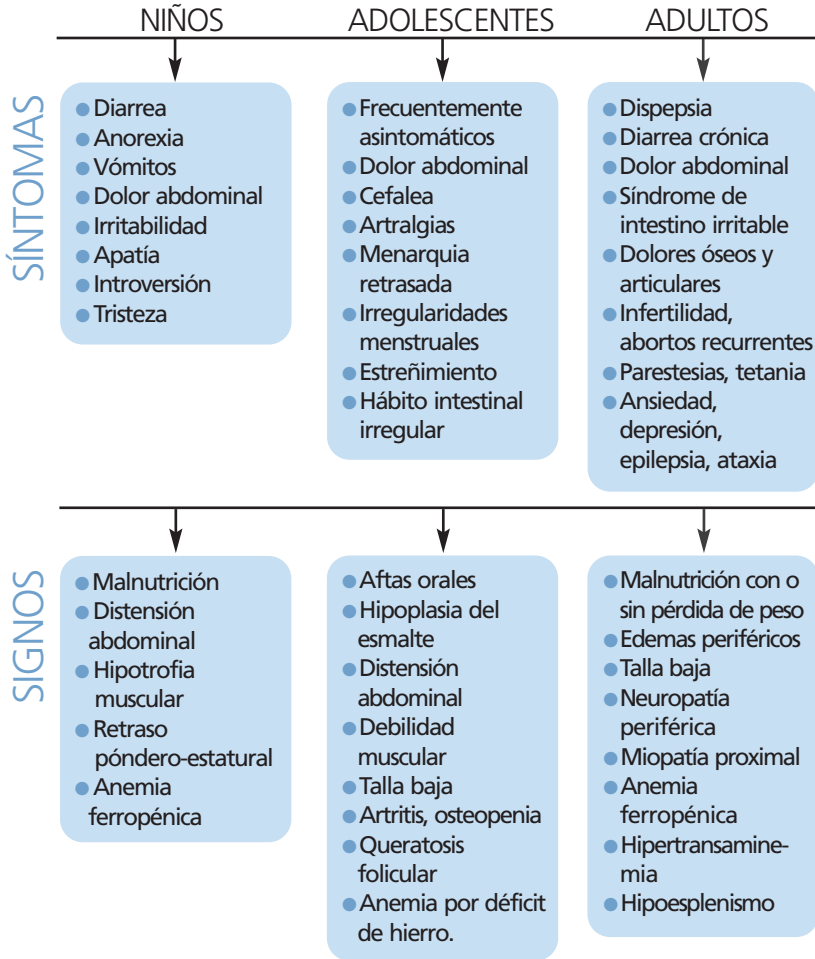 NIÑOS
ADOLESCENTES
ADULTOS
SÍNTOMAS
● Diarrea
● Anorexia
● Vómitos
● Dolor abdominal
● Irritabilidad
● Apatía
● Introversión
● Tristeza
● Frecuentemente
asintomáticos
● Dolor abdominal
● Cefalea
● Artralgias
● Menarquia
retrasada
● Irregularidades
menstruales
● Estreñimiento
● Hábito intestinal
irregular
● Dispepsia
● Diarrea crónica
● Dolor abdominal
● Síndrome de
intestino irritable
● Dolores óseos y
articulares
● Infertilidad,
abortos recurrentes
● Parestesias, tetania
● Ansiedad,
depresión,
epilepsia, ataxia
SIGNOS
● Malnutrición
● Distensión
abdominal
● Hipotrofia
muscular
● Retraso
póndero-estatural
● Anemia
ferropénica
● Aftas orales
● Hipoplasia del
esmalte
● Distensión
abdominal
● Debilidad
muscular
● Talla baja
● Artritis, osteopenia
● Queratosis
folicular
● Anemia por déficit
de hierro.
● Malnutrición con o
sin pérdida de peso
● Edemas periféricos
● Talla baja
● Neuropatía
periférica
● Miopatía proximal
● Anemia
ferropénica
● Hipertransamine-
mia
● Hipoesplenismo